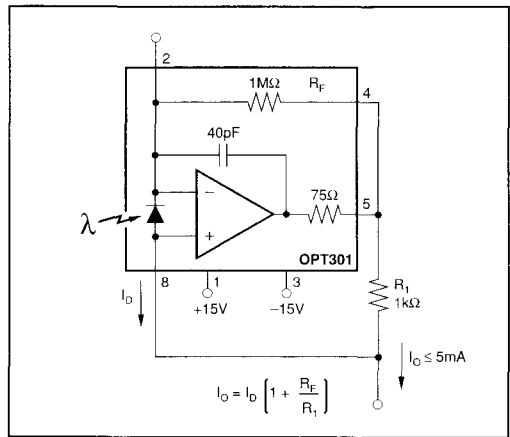 2
1MΩ R_F 4
40pF
75Ω 5
λ
−
+
OPT301
8 1 3
I_D +15V −15V
R_1
1kΩ
I_O ≤ 5mA
I_O = I_D [1 + R_F / R_1]